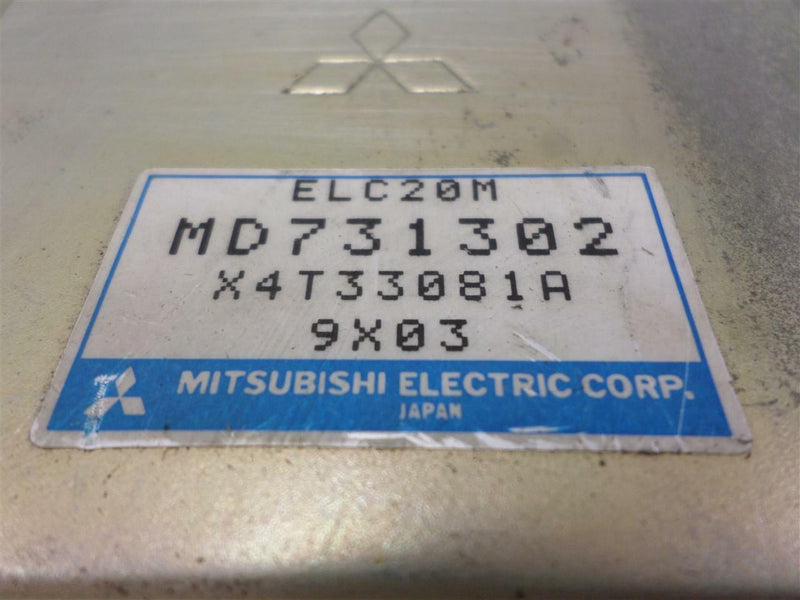 ELC20M
MD731302
X4T33081A
9X03
MITSUBISHI ELECTRIC CORP.
JAPAN